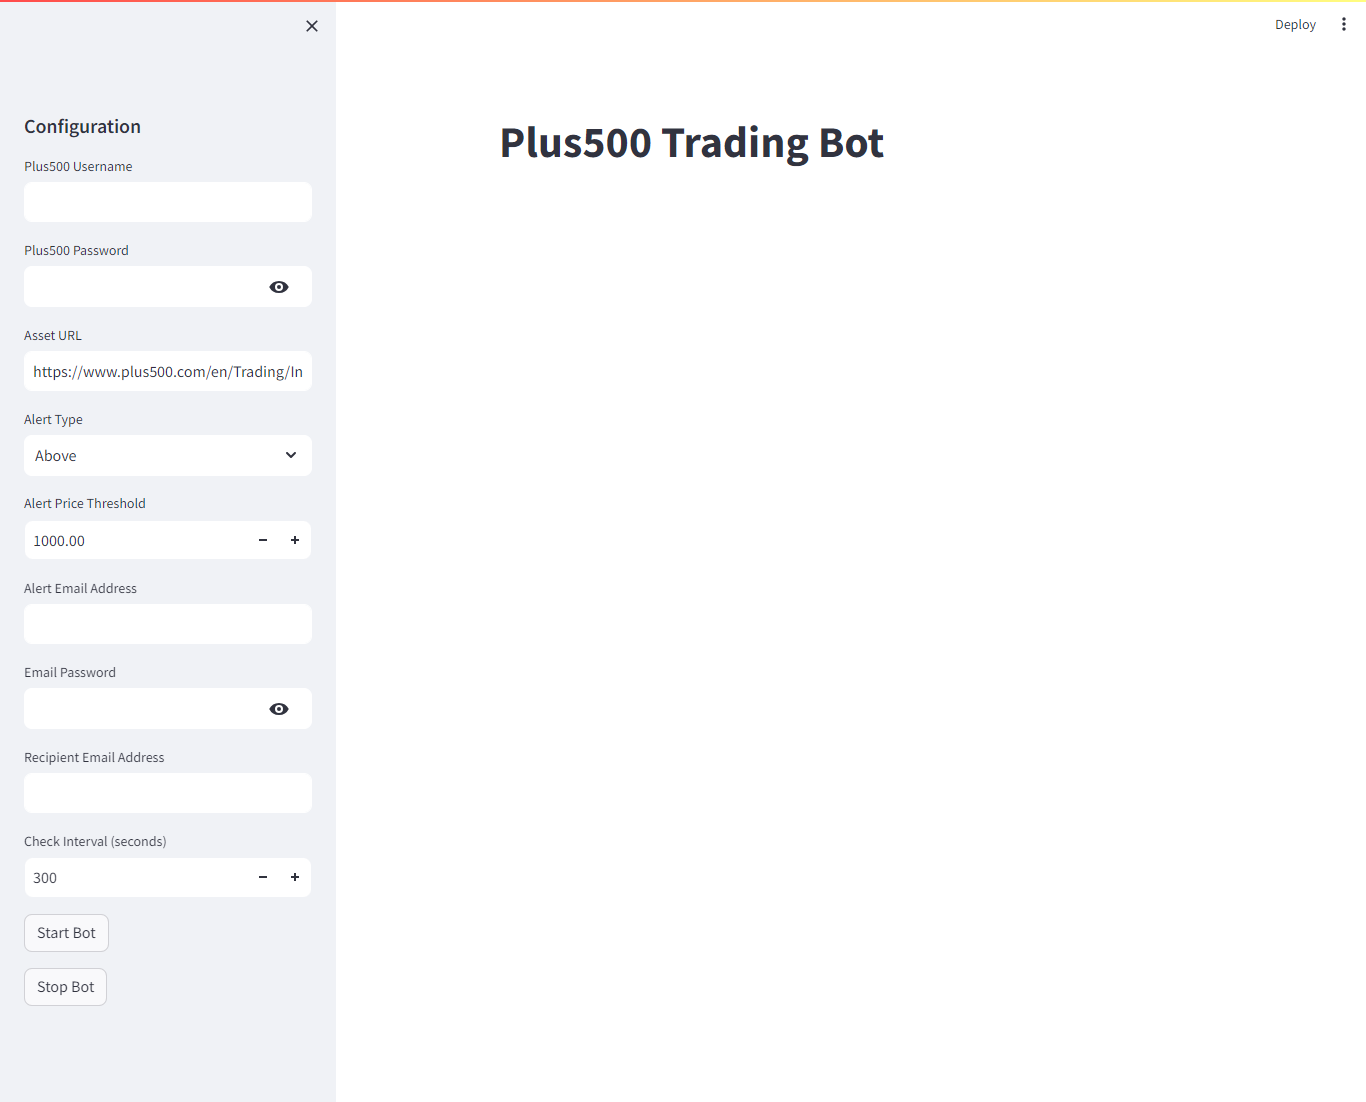 Deploy
Configuration
Plus500 Username
Plus500 Password
Asset URL
https://www.plus500.com/en/Trading/In
Alert Type
Above
Alert Price Threshold
1000.00
Alert Email Address
Email Password
Recipient Email Address
Check Interval (seconds)
300
Start Bot
Stop Bot
Plus500 Trading Bot